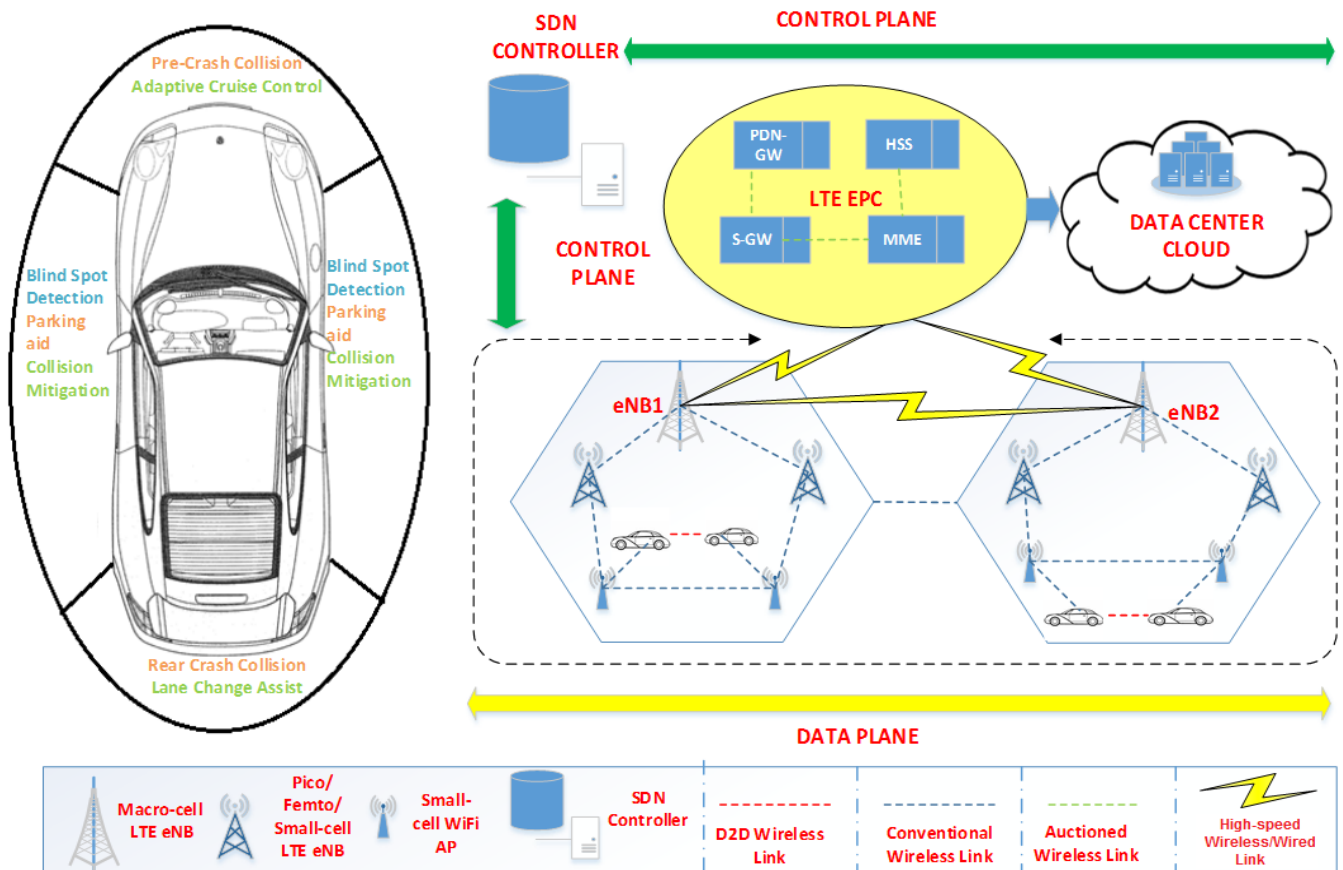 Pre-Crash Collision
Adaptive Cruise Control
Blind Spot
Detection
Parking
aid
Collision
Mitigation
Blind Spot
Detection
Parking
aid
Collision
Mitigation
Rear Crash Collision
Lane Change Assist
SDN
CONTROLLER
CONTROL PLANE
PDN-
GW
HSS
LTE EPC
S-GW
MME
DATA CENTER
CLOUD
CONTROL
PLANE
eNB1
eNB2
DATA PLANE
Macro-cell
LTE eNB
Pico/
Femto/
Small-cell
LTE eNB
Small-
cell WiFi
AP
SDN
Controller
D2D Wireless
Link
Conventional
Wireless Link
Auctioned
Wireless Link
High-speed
Wireless/Wired
Link